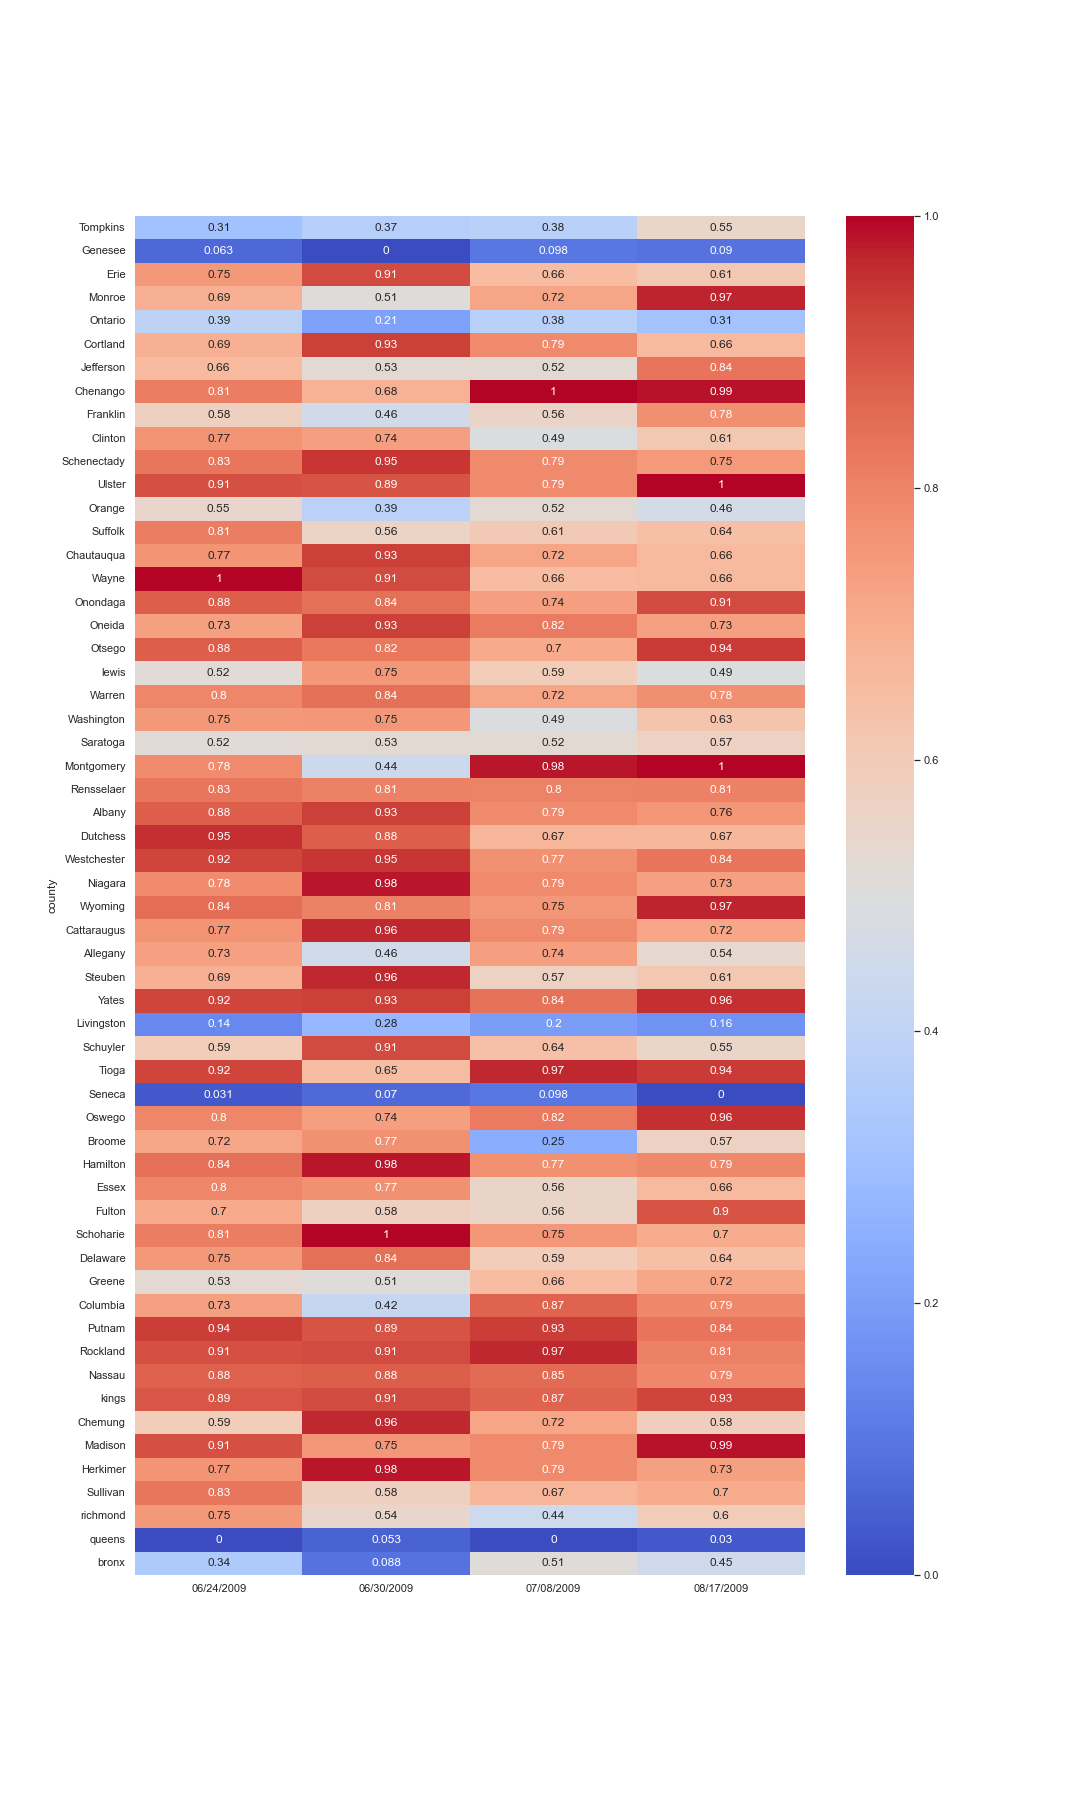 Tompkins 0.31 0.37 0.38 0.55
Genesee 0.063 0 0.098 0.09
Erie 0.75 0.91 0.66 0.61
Monroe 0.69 0.51 0.72 0.97
Ontario 0.39 0.21 0.38 0.31
Cortland 0.69 0.93 0.79 0.66
Jefferson 0.66 0.53 0.52 0.84
Chenango 0.81 0.68 1 0.99
Franklin 0.58 0.46 0.56 0.78
Clinton 0.77 0.74 0.49 0.61
Schenectady 0.83 0.95 0.79 0.75
Ulster 0.91 0.89 0.79 1
Orange 0.55 0.39 0.52 0.46
Suffolk 0.81 0.56 0.61 0.64
Chautauqua 0.77 0.93 0.72 0.66
Wayne 1 0.91 0.66 0.66
Onondaga 0.88 0.84 0.74 0.91
Oneida 0.73 0.93 0.82 0.73
Otsego 0.88 0.82 0.7 0.94
lewis 0.52 0.75 0.59 0.49
Warren 0.8 0.84 0.72 0.78
Washington 0.75 0.75 0.49 0.63
Saratoga 0.52 0.53 0.52 0.57
Montgomery 0.78 0.44 0.98 1
Rensselaer 0.83 0.81 0.8 0.81
Albany 0.88 0.93 0.79 0.76
Dutchess 0.95 0.88 0.67 0.67
Westchester 0.92 0.95 0.77 0.84
Niagara 0.78 0.98 0.79 0.73
Wyoming 0.84 0.81 0.75 0.97
Cattaraugus 0.77 0.96 0.79 0.72
Allegany 0.73 0.46 0.74 0.54
Steuben 0.69 0.96 0.57 0.61
Yates 0.92 0.93 0.84 0.96
Livingston 0.14 0.28 0.2 0.16
Schuyler 0.59 0.91 0.64 0.55
Tioga 0.92 0.65 0.97 0.94
Seneca 0.031 0.07 0.098 0
Oswego 0.8 0.74 0.82 0.96
Broome 0.72 0.77 0.25 0.57
Hamilton 0.84 0.98 0.77 0.79
Essex 0.8 0.77 0.56 0.66
Fulton 0.7 0.58 0.56 0.9
Schoharie 0.81 1 0.75 0.7
Delaware 0.75 0.84 0.59 0.64
Greene 0.53 0.51 0.66 0.72
Columbia 0.73 0.42 0.87 0.79
Putnam 0.94 0.89 0.93 0.84
Rockland 0.91 0.91 0.97 0.81
Nassau 0.88 0.88 0.85 0.79
kings 0.89 0.91 0.87 0.93
Chemung 0.59 0.96 0.72 0.58
Madison 0.91 0.75 0.79 0.99
Herkimer 0.77 0.98 0.79 0.73
Sullivan 0.83 0.58 0.67 0.7
richmond 0.75 0.54 0.44 0.6
queens 0 0.053 0 0.03
bronx 0.34 0.088 0.51 0.45
06/24/2009 06/30/2009 07/08/2009 08/17/2009
county
1.0
0.8
0.6
0.4
0.2
0.0